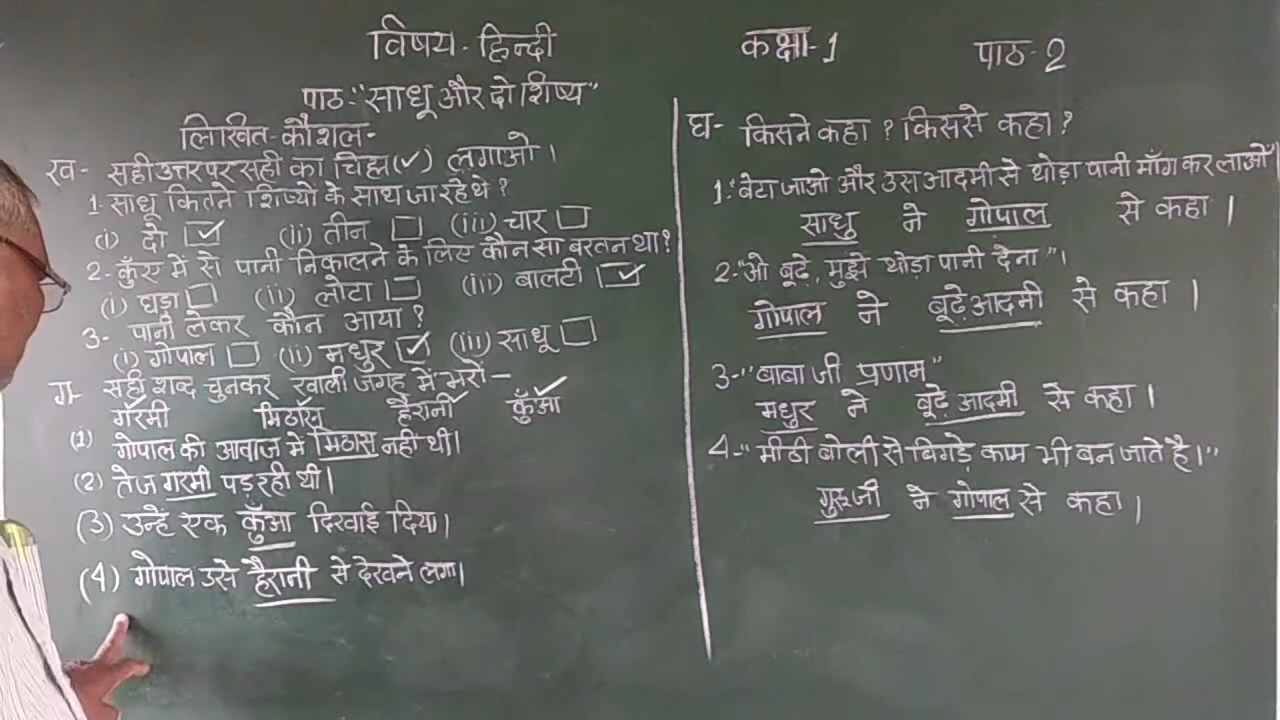 विषय - हिन्दी
कक्षा-1
पाठ-2
पाठ-"साधू और दो शिष्य"
लिखित-कौशल-
ख- सही उत्तर पर सही का चिह्न (✓) लगाओ।
1. साधू कितने शिष्यो के साथ जा रहे थे?
(i) दो ☑ (ii) तीन ☐ (iii) चार ☐
2- कुँए में से पानी निकालने के लिए कौन सा बरतन था?
(i) घड़ा ☐ (ii) लोटा ☐ (iii) बालटी ☑
3- पानी लेकर कौन आया?
(i) गोपाल ☐ (ii) मधुर ☑ (iii) साधू ☐
ग- सही शब्द चुनकर खाली जगह में भरो-
गरमी मिठास हैरानी कुँआ
(1) गोपाल की आवाज मे मिठास नही थी।
(2) तेज गरमी पड़ रही थी।
(3) उन्हें एक कुँआ दिखाई दिया।
(4) गोपाल उसे हैरानी से देखने लगा।
घ- किसने कहा? किससे कहा?
1. "बेटा जाओ और उस आदमी से थोड़ा पानी माँग कर लाओ"
साधु ने गोपाल से कहा।
2-"ओ बूढ़े, मुझे थोड़ा पानी देना"।
गोपाल ने बूढ़े आदमी से कहा।
3-"बाबा जी प्रणाम"
मधुर ने बूढ़े आदमी से कहा।
4-"मीठी बोली से बिगड़े काम भी बन जाते है।"
गुरूजी ने गोपाल से कहा।